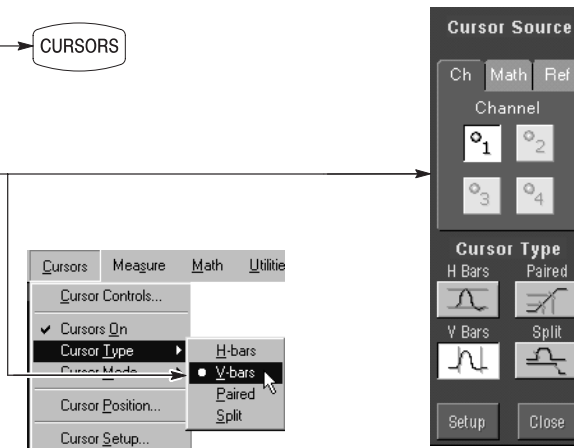 CURSORS
Cursor Source
Ch Math Ref
Channel
1 2
3 4
Cursor Type
H Bars Paired
V Bars Split
Setup Close
Cursors Measure Math Utilitie
Cursor Controls...
Cursors On
Cursor Type
Cursor Mode
Cursor Position...
Cursor Setup...
H-bars
V-bars
Paired
Split